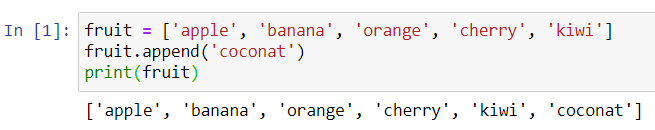 In [1]: fruit = ['apple', 'banana', 'orange', 'cherry', 'kiwi']
fruit.append('coconat')
print(fruit)
['apple', 'banana', 'orange', 'cherry', 'kiwi', 'coconat']